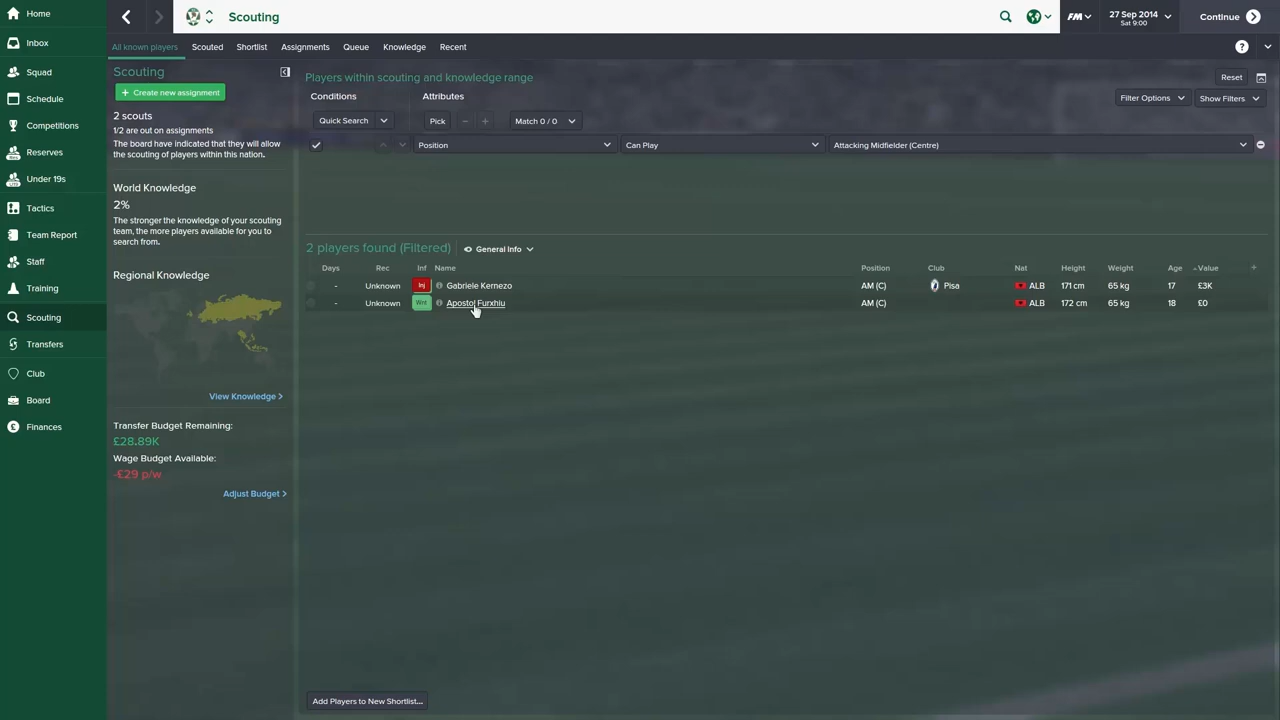 Home
Inbox
Squad
Schedule
Competitions
Reserves
Under 19s
Tactics
Team Report
Staff
Training
Scouting
Transfers
Club
Board
Finances
Scouting
FM
27 Sep 2014
Sat 9:00
Continue
All known players Scouted Shortlist Assignments Queue Knowledge Recent
?
Scouting
+ Create new assignment
2 scouts
1/2 are out on assignments
The board have indicated that they will allow
the scouting of players within this nation.
World Knowledge
2%
The stronger the knowledge of your scouting
team, the more players available for you to
search from.
Regional Knowledge
View Knowledge >
Transfer Budget Remaining:
£28.89K
Wage Budget Available:
-£29 p/w
Adjust Budget >
Players within scouting and knowledge range
Reset
Conditions Attributes
Filter Options Show Filters
Quick Search Pick - + Match 0 / 0
Position Can Play Attacking Midfielder (Centre)
2 players found (Filtered) General Info
Days Rec Inf Name Position Club Nat Height Weight Age Value +
- Unknown Inj Gabriele Kernezo AM (C) Pisa ALB 171 cm 65 kg 17 £3K
- Unknown Wnt Apostol Furxhiu AM (C) ALB 172 cm 65 kg 18 £0
Add Players to New Shortlist...